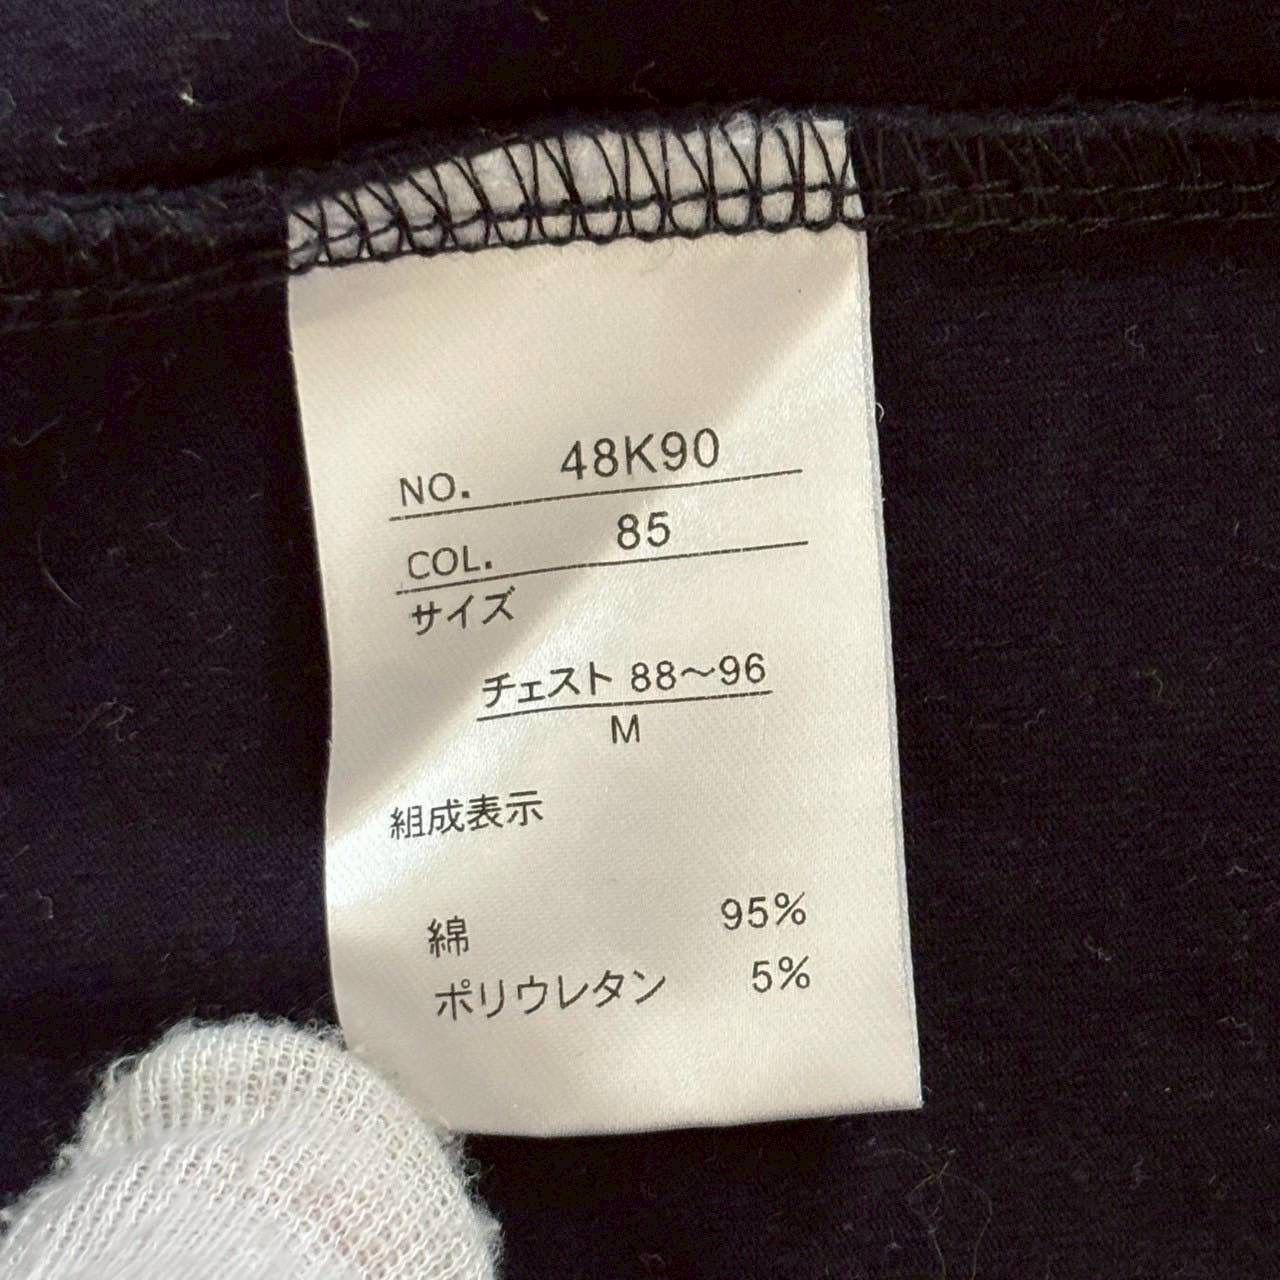 NO. 48K90
COL. 85
サイズ
チェスト 88～96
M
組成表示
綿 95%
ポリウレタン 5%